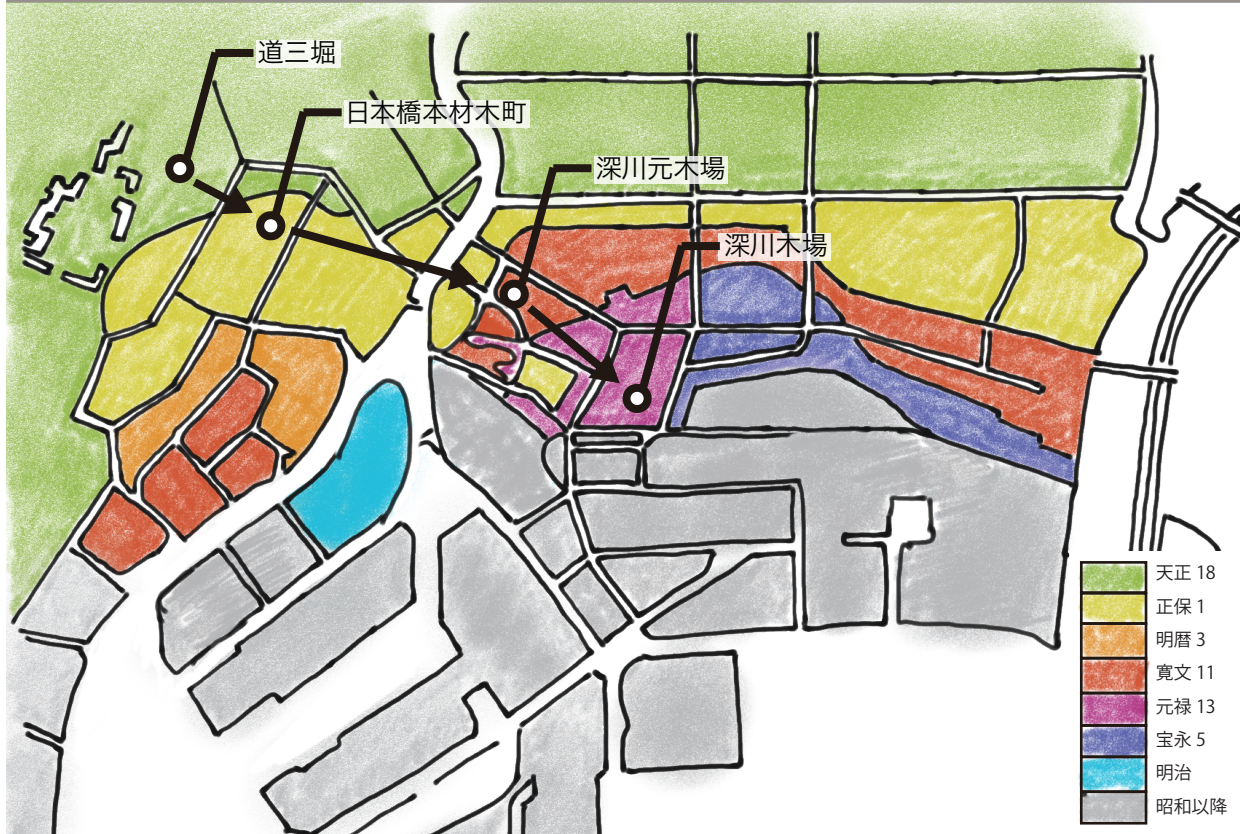 道三堀
日本橋本材木町
深川元木場
深川木場
天正 18
正保 1
明暦 3
寛文 11
元禄 13
宝永 5
明治
昭和以降